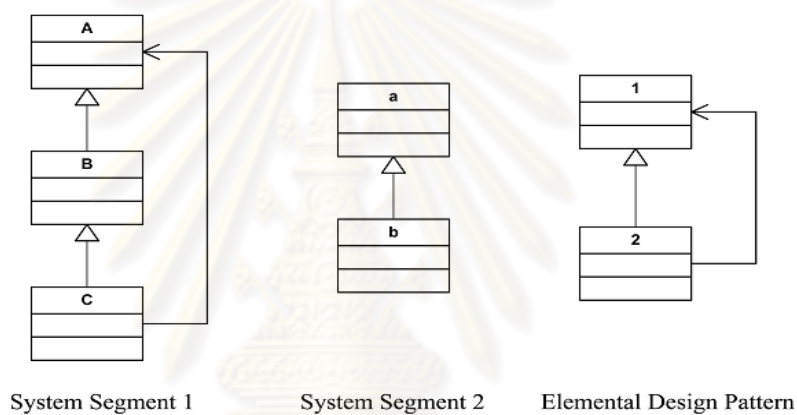 A
B
C
System Segment 1
a
b
System Segment 2
1
2
Elemental Design Pattern